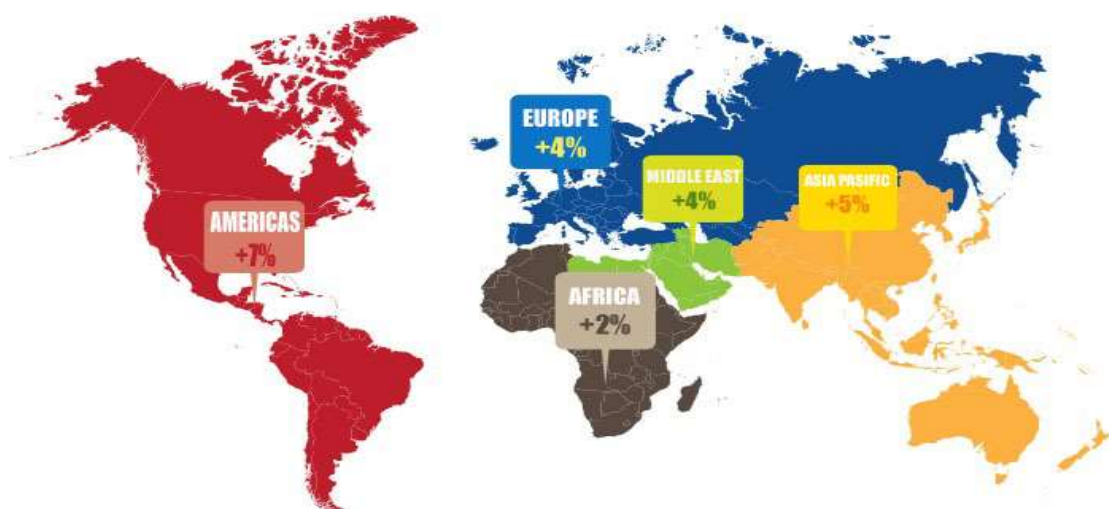 EUROPE
+4%
MIDDLE EAST
+4%
ASIA PASIFIC
+5%
AMERICAS
+7%
AFRICA
+2%